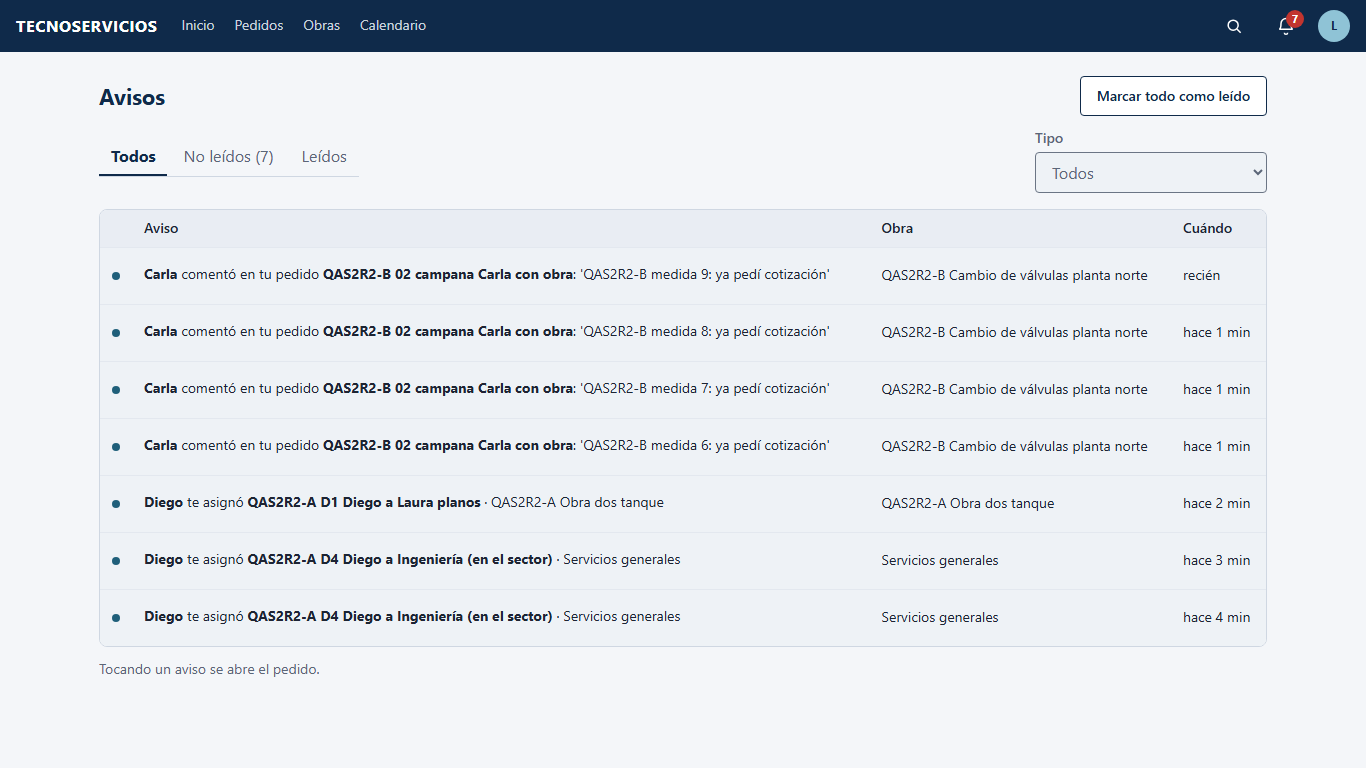 TECNOSERVICIOS Inicio Pedidos Obras Calendario 7 L
Avisos
Marcar todo como leído
Todos No leídos (7) Leídos
Tipo
Todos
Aviso Obra Cuándo
Carla comentó en tu pedido QAS2R2-B 02 campana Carla con obra: 'QAS2R2-B medida 9: ya pedí cotización' QAS2R2-B Cambio de válvulas planta norte recién
Carla comentó en tu pedido QAS2R2-B 02 campana Carla con obra: 'QAS2R2-B medida 8: ya pedí cotización' QAS2R2-B Cambio de válvulas planta norte hace 1 min
Carla comentó en tu pedido QAS2R2-B 02 campana Carla con obra: 'QAS2R2-B medida 7: ya pedí cotización' QAS2R2-B Cambio de válvulas planta norte hace 1 min
Carla comentó en tu pedido QAS2R2-B 02 campana Carla con obra: 'QAS2R2-B medida 6: ya pedí cotización' QAS2R2-B Cambio de válvulas planta norte hace 1 min
Diego te asignó QAS2R2-A D1 Diego a Laura planos · QAS2R2-A Obra dos tanque QAS2R2-A Obra dos tanque hace 2 min
Diego te asignó QAS2R2-A D4 Diego a Ingeniería (en el sector) · Servicios generales Servicios generales hace 3 min
Diego te asignó QAS2R2-A D4 Diego a Ingeniería (en el sector) · Servicios generales Servicios generales hace 4 min
Tocando un aviso se abre el pedido.